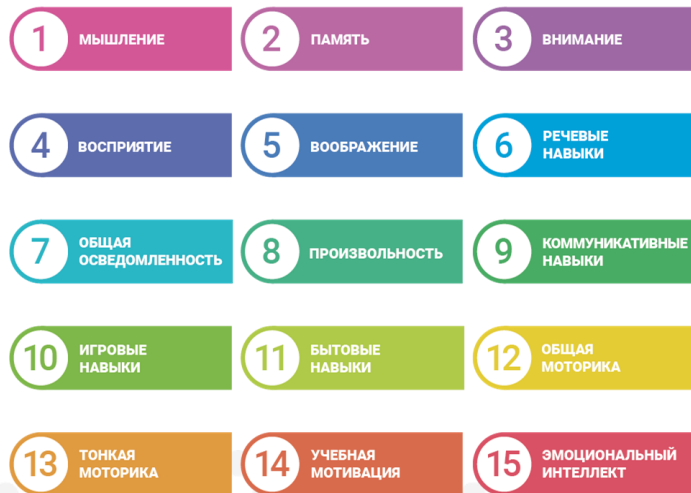 1 МЫШЛЕНИЕ
2 ПАМЯТЬ
3 ВНИМАНИЕ
4 ВОСПРИЯТИЕ
5 ВООБРАЖЕНИЕ
6 РЕЧЕВЫЕ
НАВЫКИ
7 ОБЩАЯ
ОСВЕДОМЛЕННОСТЬ
8 ПРОИЗВОЛЬНОСТЬ
9 КОММУНИКАТИВНЫЕ
НАВЫКИ
10 ИГРОВЫЕ
НАВЫКИ
11 БЫТОВЫЕ
НАВЫКИ
12 ОБЩАЯ
МОТОРИКА
13 ТОНКАЯ
МОТОРИКА
14 УЧЕБНАЯ
МОТИВАЦИЯ
15 ЭМОЦИОНАЛЬНЫЙ
ИНТЕЛЛЕКТ